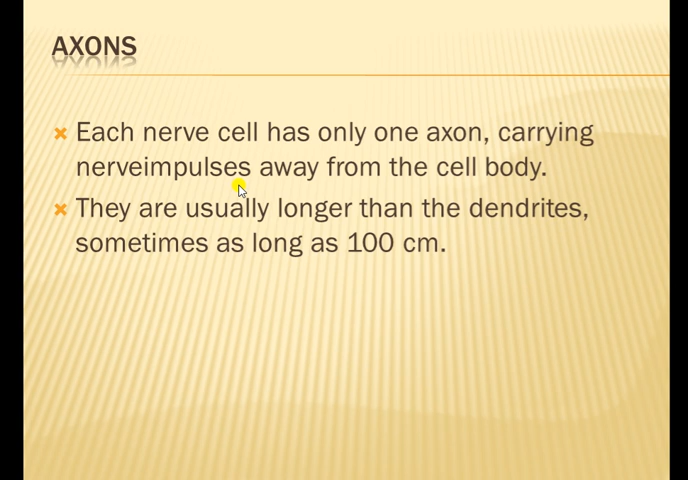 AXONS
Each nerve cell has only one axon, carrying
nerveimpulses away from the cell body.
They are usually longer than the dendrites,
sometimes as long as 100 cm.